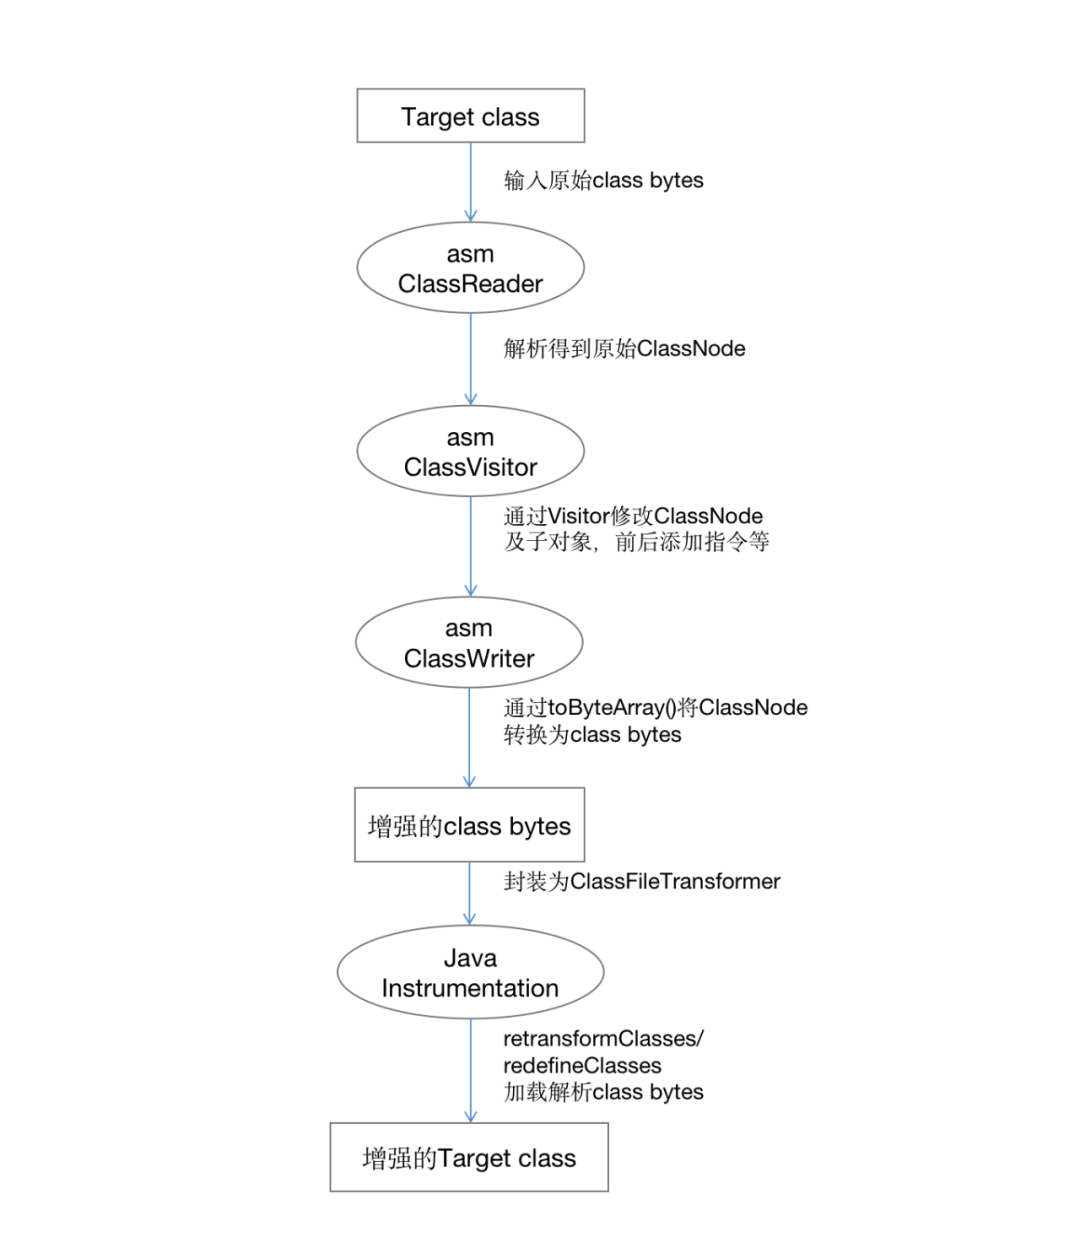 Target class
输入原始class bytes
asm
ClassReader
解析得到原始ClassNode
asm
ClassVisitor
通过Visitor修改ClassNode
及子对象，前后添加指令等
asm
ClassWriter
通过toByteArray()将ClassNode
转换为class bytes
增强的class bytes
封装为ClassFileTransformer
Java
Instrumentation
retransformClasses/
redefineClasses
加载解析class bytes
增强的Target class